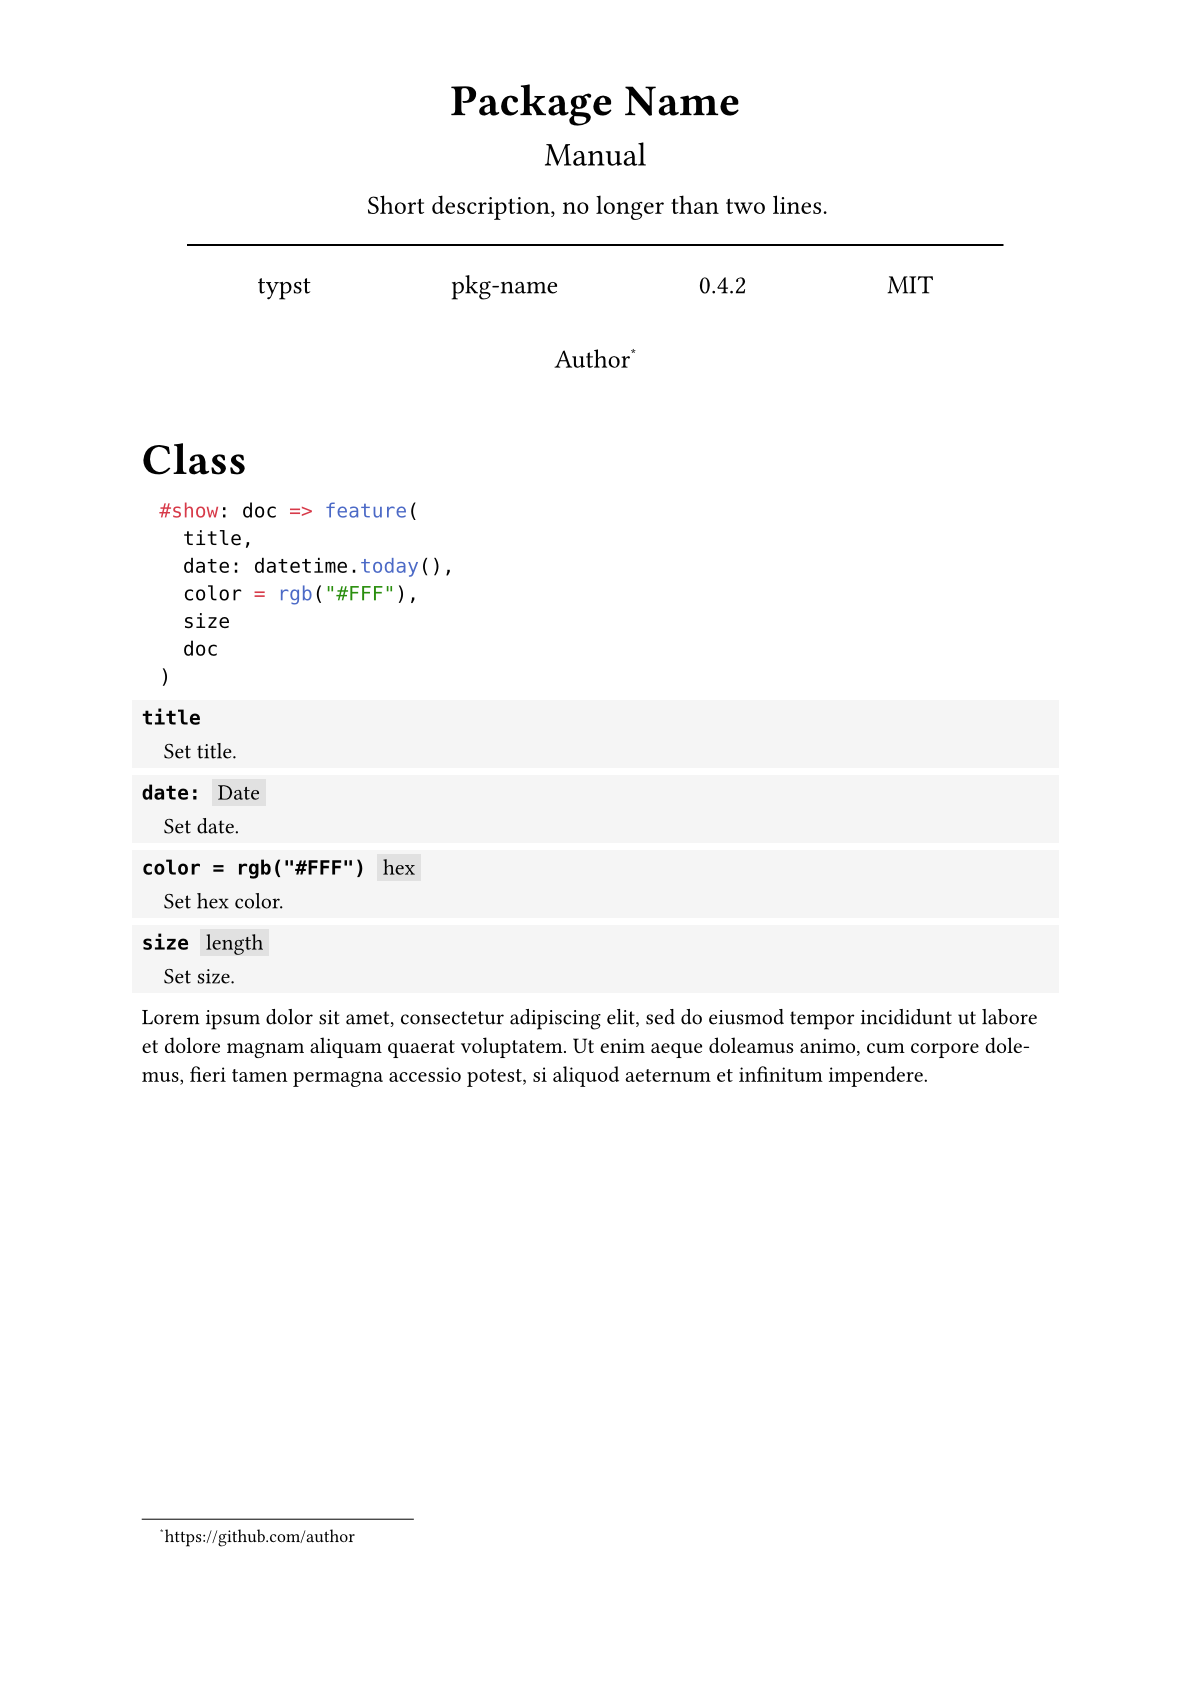 Package Name
Manual
Short description, no longer than two lines.
typst pkg-name 0.4.2 MIT
Author*
Class
#show: doc => feature(
  title,
  date: datetime.today(),
  color = rgb("#FFF"),
  size
  doc
)
title
Set title.
date: Date
Set date.
color = rgb("#FFF") hex
Set hex color.
size length
Set size.
Lorem ipsum dolor sit amet, consectetur adipiscing elit, sed do eiusmod tempor incididunt ut labore
et dolore magnam aliquam quaerat voluptatem. Ut enim aeque doleamus animo, cum corpore dole-
mus, fieri tamen permagna accessio potest, si aliquod aeternum et infinitum impendere.
*https://github.com/author